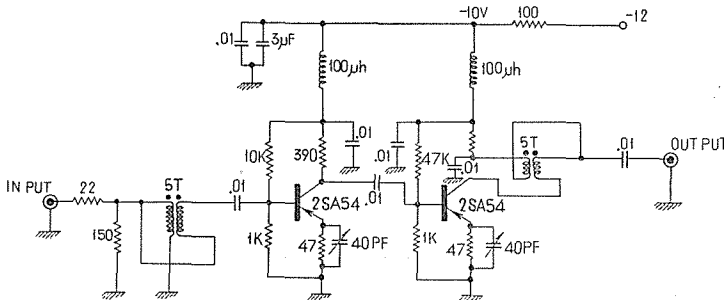 -10V
100
-12
.01
3µF
100µh
100µh
10K
390
.01
.01
47K
.01
5T
.01
OUT PUT
IN PUT
22
5T
.01
.01
2SA54
2SA54
150
1K
47
40PF
1K
47
40PF